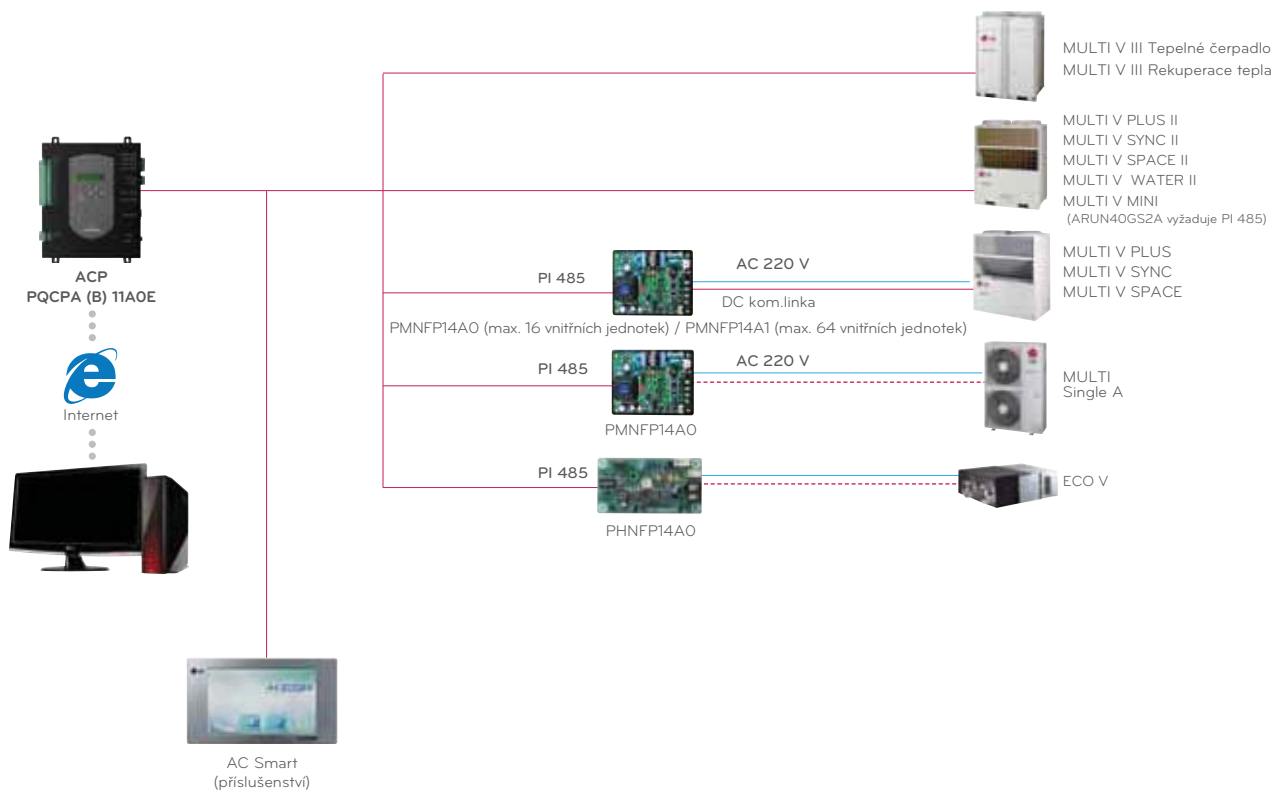 MULTI V III Tepelné čerpadlo
MULTI V III Rekuperace tepla
MULTI V PLUS II
MULTI V SYNC II
MULTI V SPACE II
MULTI V WATER II
MULTI V MINI
(ARUN40GS2A vyžaduje PI 485)
ACP
PQCPA (B) 11A0E
PI 485
AC 220 V
DC kom.linka
MULTI V PLUS
MULTI V SYNC
MULTI V SPACE
PMNFP14A0 (max. 16 vnitřních jednotek) / PMNFP14A1 (max. 64 vnitřních jednotek)
Internet
PI 485
AC 220 V
MULTI
Single A
PMNFP14A0
PI 485
ECO V
PHNFP14A0
AC Smart
(příslušenství)